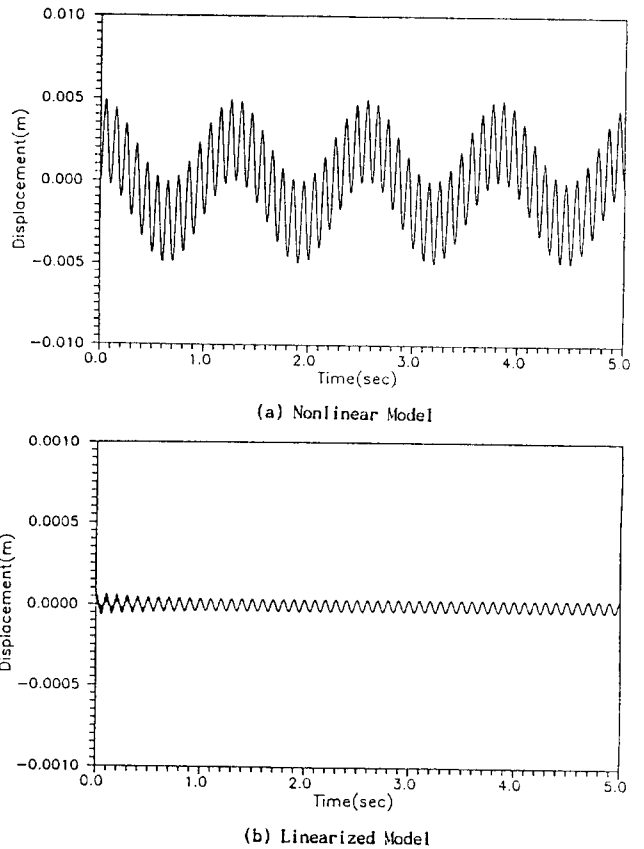 0.010
0.005
0.000
−0.005
−0.010
Displacement(m)
0.0 1.0 2.0 3.0 4.0 5.0
Time(sec)
(a) Nonlinear Model
0.0010
0.0005
0.0000
−0.0005
−0.0010
Displacement(m)
0.0 1.0 2.0 3.0 4.0 5.0
Time(sec)
(b) Linearized Model